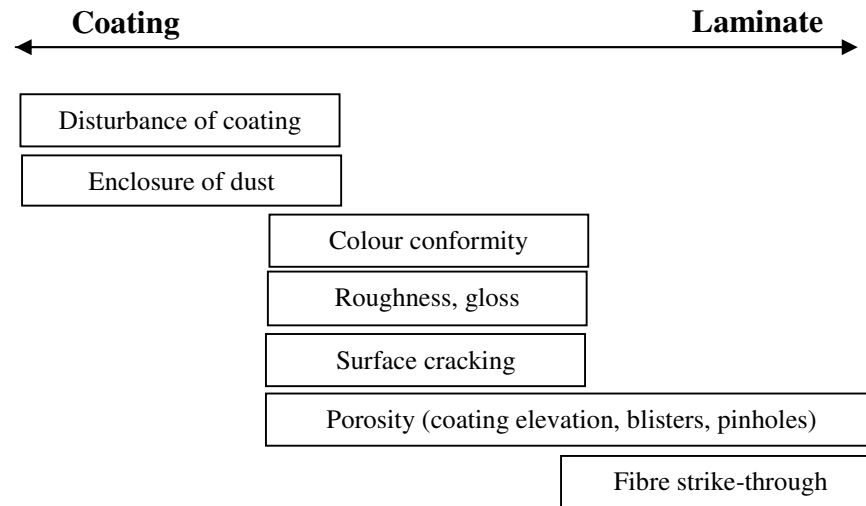 Coating Laminate
Disturbance of coating
Enclosure of dust
Colour conformity
Roughness, gloss
Surface cracking
Porosity (coating elevation, blisters, pinholes)
Fibre strike-through